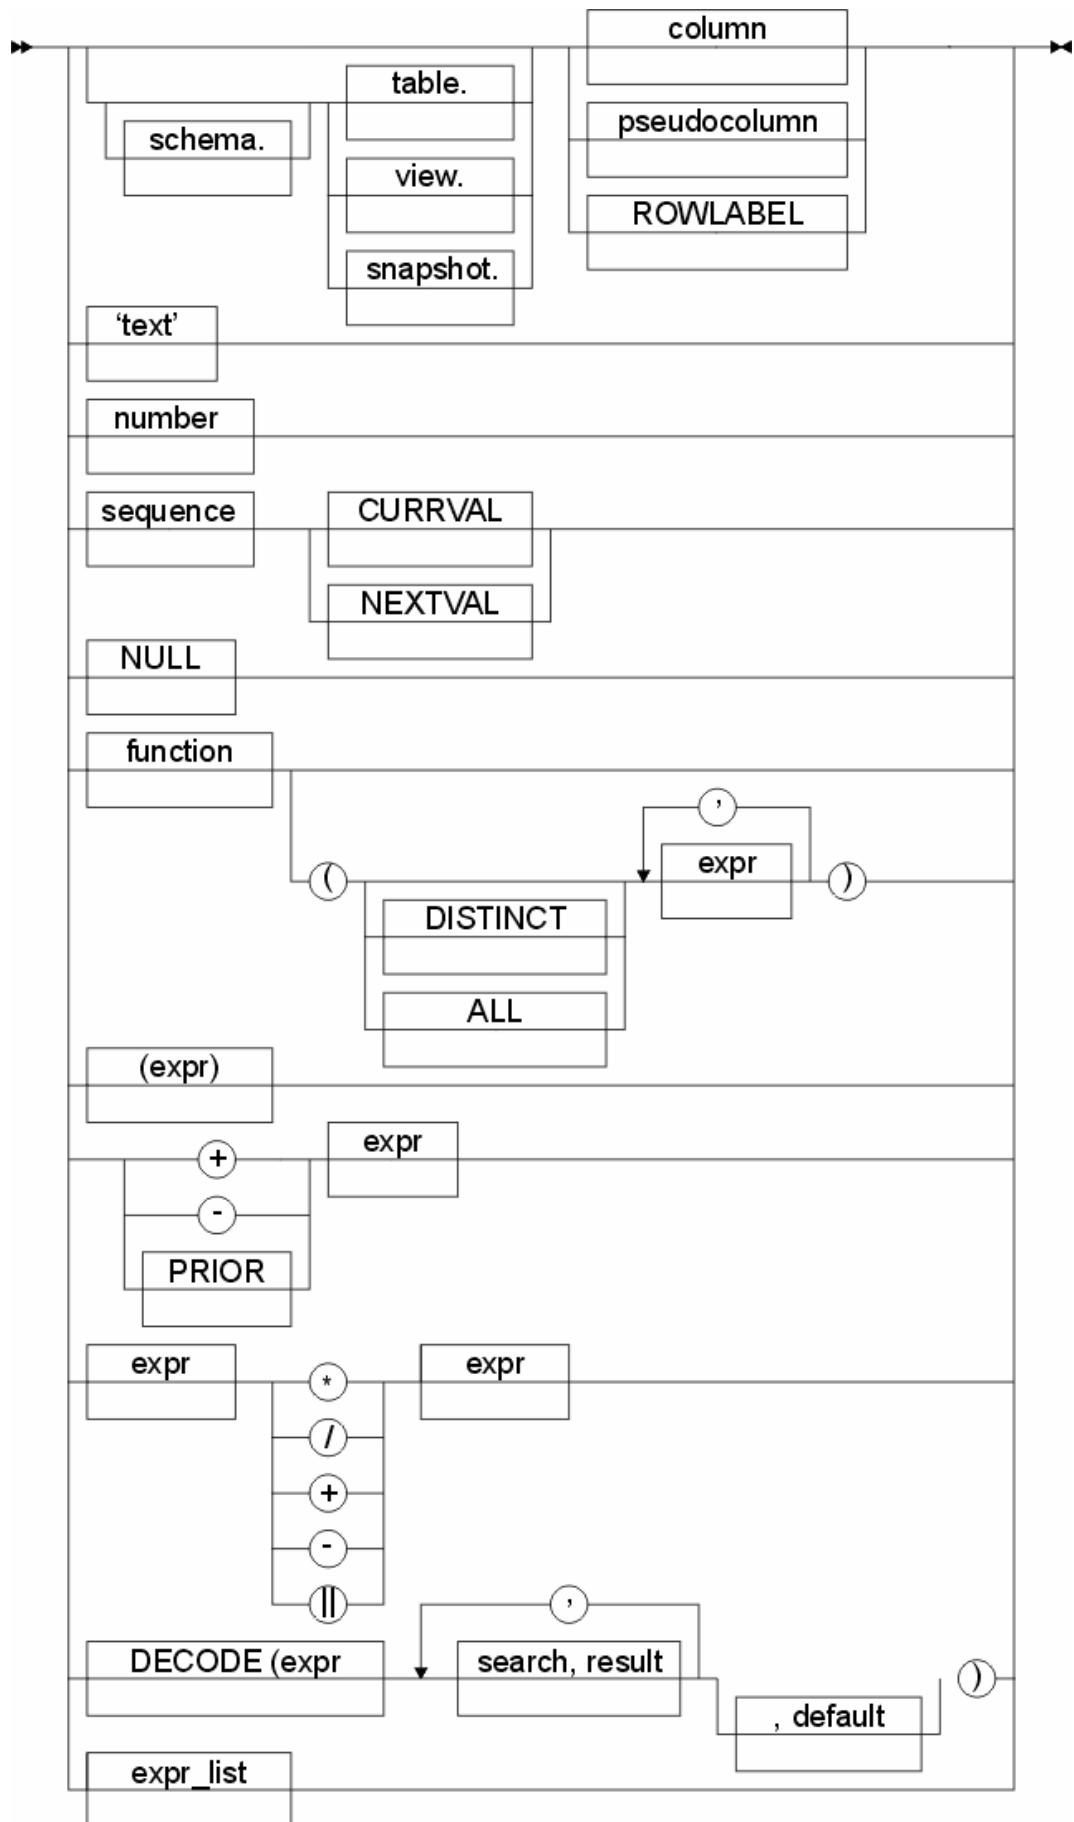 column
table.
schema.
pseudocolumn
view.
ROWLABEL
snapshot.
‘text’
number
sequence
CURRVAL
NEXTVAL
NULL
function
,
expr
(
)
DISTINCT
ALL
(expr)
+
expr
-
PRIOR
expr
*
expr
/
+
-
||
,
DECODE (expr
search, result
)
, default
expr_list